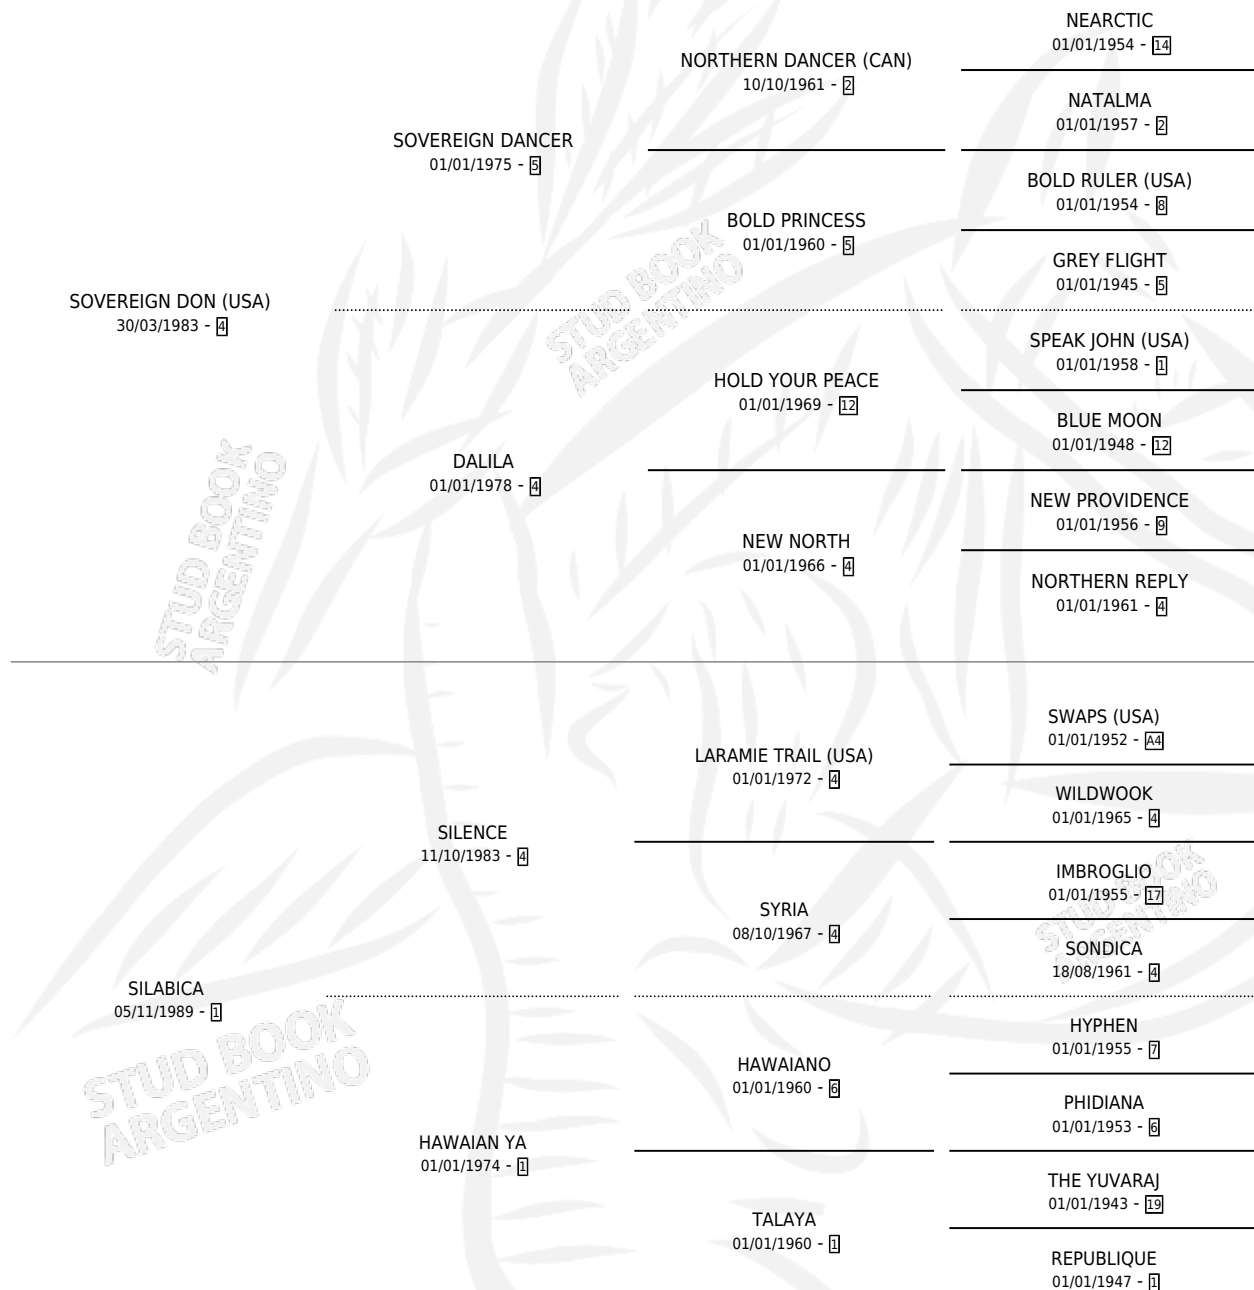 NEARCTIC
01/01/1954 - 14
NORTHERN DANCER (CAN)
10/10/1961 - 2
NATALMA
01/01/1957 - 2
SOVEREIGN DANCER
01/01/1975 - 5
BOLD RULER (USA)
01/01/1954 - 8
BOLD PRINCESS
01/01/1960 - 5
GREY FLIGHT
01/01/1945 - 5
SOVEREIGN DON (USA)
30/03/1983 - 4
STUD BOOK
ARGENTINO
SPEAK JOHN (USA)
01/01/1958 - 1
HOLD YOUR PEACE
01/01/1969 - 12
BLUE MOON
01/01/1948 - 12
DALILA
01/01/1978 - 4
NEW PROVIDENCE
01/01/1956 - 9
NEW NORTH
01/01/1966 - 4
NORTHERN REPLY
01/01/1961 - 4
STUD BOOK
ARGENTINO
SWAPS (USA)
01/01/1952 - A4
LARAMIE TRAIL (USA)
01/01/1972 - 4
WILDWOOK
01/01/1965 - 4
SILENCE
11/10/1983 - 4
IMBROGLIO
01/01/1955 - 17
SYRIA
08/10/1967 - 4
SONDICA
18/08/1961 - 4
STUD BOOK
ARGENTINO
SILABICA
05/11/1989 - 1
HYPHEN
01/01/1955 - 7
HAWAIANO
01/01/1960 - 6
PHIDIANA
01/01/1953 - 6
STUD BOOK
ARGENTINO
HAWAIAN YA
01/01/1974 - 1
THE YUVARAJ
01/01/1943 - 19
TALAYA
01/01/1960 - 1
REPUBLIQUE
01/01/1947 - 1